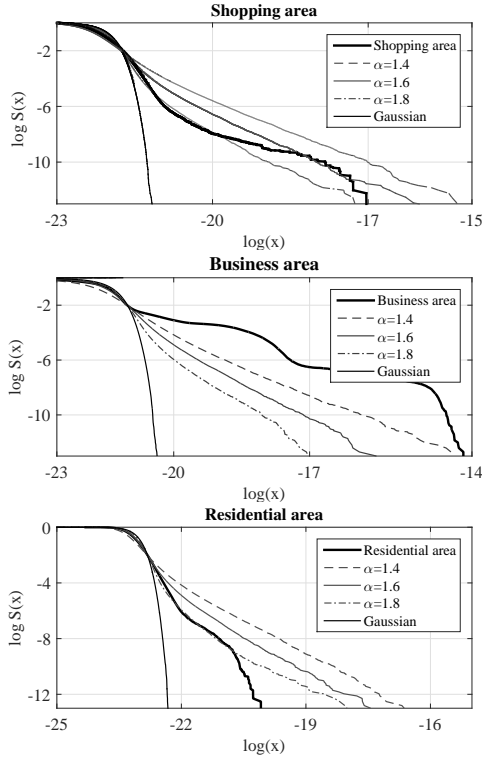 Shopping area
log S(x)
-2
-6
-10
Shopping area
α=1.4
α=1.6
α=1.8
Gaussian
-23 -20 -17 -15
log(x)
Business area
log S(x)
-2
-6
-10
Business area
α=1.4
α=1.6
α=1.8
Gaussian
-23 -20 -17 -14
log(x)
Residential area
log S(x)
0
-4
-8
-12
Residential area
α=1.4
α=1.6
α=1.8
Gaussian
-25 -22 -19 -16
log(x)